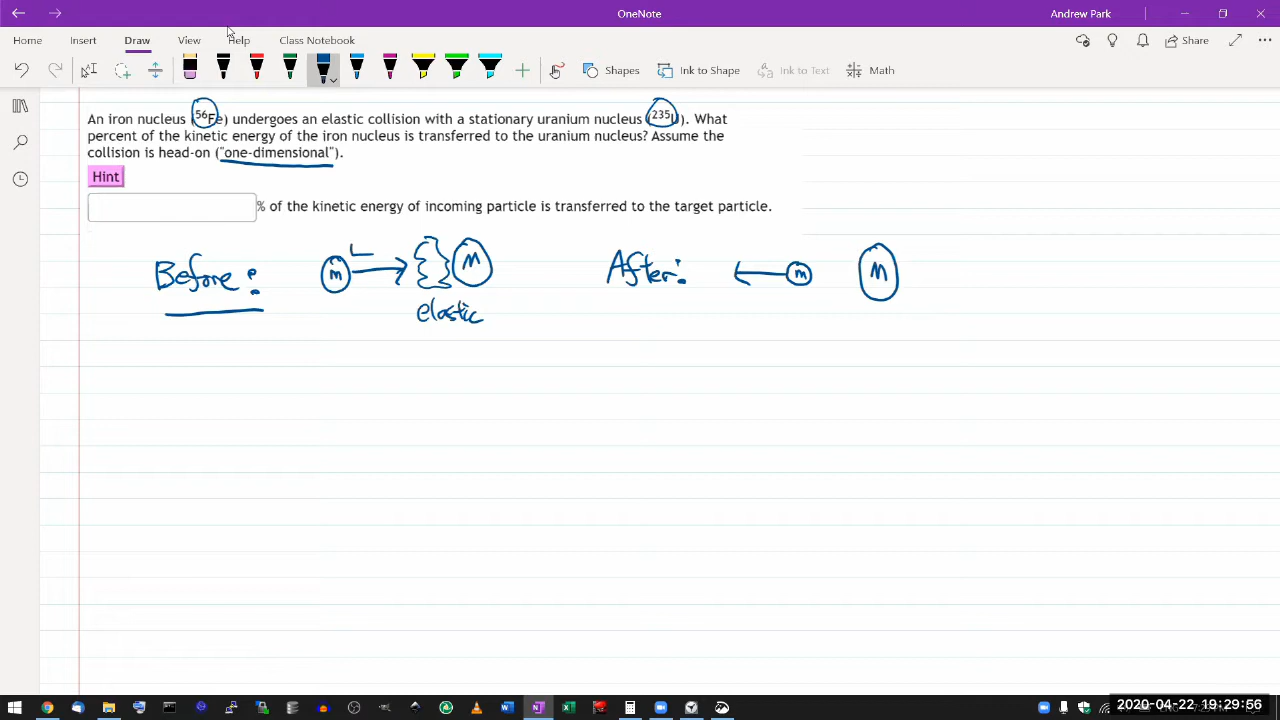 OneNote
Andrew Park
Home Insert Draw View Help Class Notebook
Share
Shapes Ink to Shape Ink to Text Math
An iron nucleus (56Fe) undergoes an elastic collision with a stationary uranium nucleus (235U). What
percent of the kinetic energy of the iron nucleus is transferred to the uranium nucleus? Assume the
collision is head-on ("one-dimensional").
Hint
% of the kinetic energy of incoming particle is transferred to the target particle.
Before: m M After: m M
elastic
2020-04-22 19:29:56